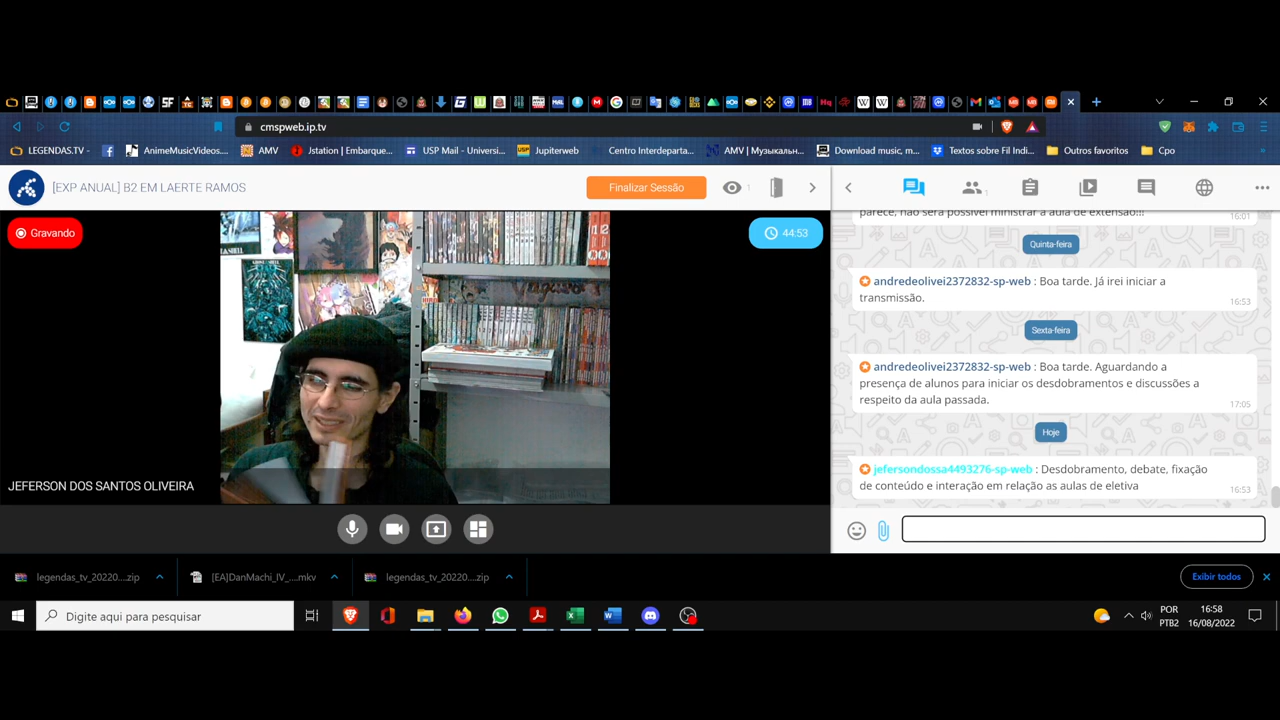 cmspweb.ip.tv
LEGENDAS.TV -
AnimeMusicVideos...
AMV
Jstation | Embarque...
USP Mail - Universi...
Jupiterweb
Centro Interdeparta...
AMV | Музыкальн...
Download music, m...
Textos sobre Fil Indi...
Outros favoritos
Cpo
[EXP ANUAL] B2 EM LAERTE RAMOS
Finalizar Sessão
1
1
Gravando
44:53
JEFERSON DOS SANTOS OLIVEIRA
parece, não será possível ministrar a aula de extensão!!!
16:01
Quinta-feira
andredeolivei2372832-sp-web : Boa tarde. Já irei iniciar a
transmissão.
16:53
Sexta-feira
andredeolivei2372832-sp-web : Boa tarde. Aguardando a
presença de alunos para iniciar os desdobramentos e discussões a
respeito da aula passada.
17:05
Hoje
jefersondossa4493276-sp-web : Desdobramento, debate, fixação
de conteúdo e interação em relação as aulas de eletiva
16:53
legendas_tv_20220....zip
[EA]DanMachi_IV_....mkv
legendas_tv_20220....zip
Exibir todos
Digite aqui para pesquisar
POR
PTB2
16:58
16/08/2022